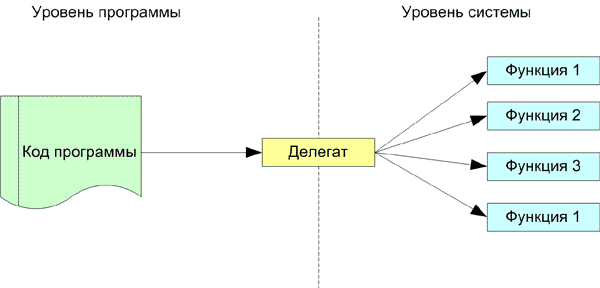 Уровень программы
Уровень системы
Функция 1
Функция 2
Код программы
Делегат
Функция 3
Функция 1